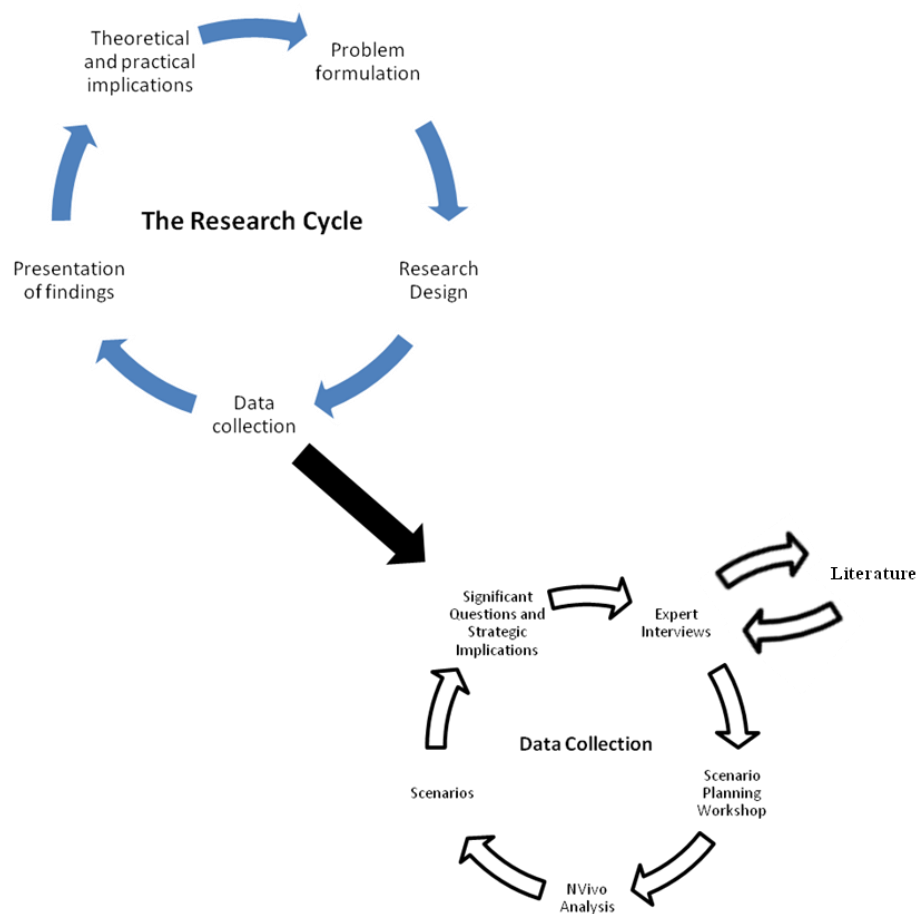 Theoretical
and practical
implications
Problem
formulation
The Research Cycle
Presentation
of findings
Research
Design
Data
collection
Literature
Significant
Questions and
Strategic
Implications
Expert
Interviews
Data Collection
Scenarios
Scenario
Planning
Workshop
NVivo
Analysis